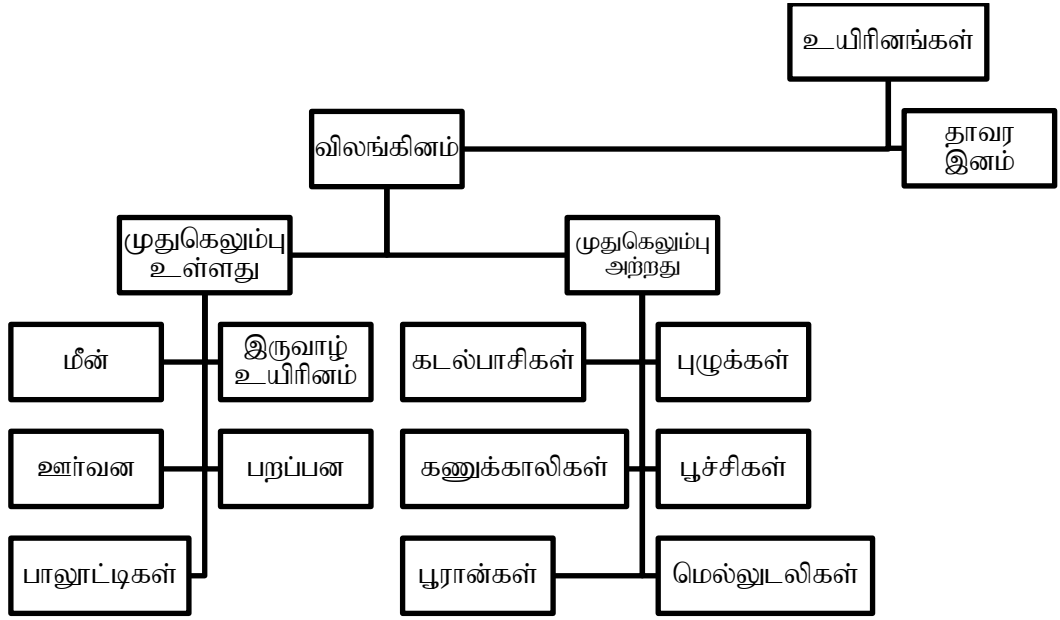 உயிரினங்கள்
விலங்கினம்
தாவர
இனம்
முதுகெலும்பு
உள்ளது
முதுகெலும்பு
அற்றது
மீன்
இருவாழ்
உயிரினம்
கடல்பாசிகள்
புழுக்கள்
ஊர்வன
பறப்பன
கணுக்காலிகள்
பூச்சிகள்
பாலூட்டிகள்
பூரான்கள்
மெல்லுடலிகள்